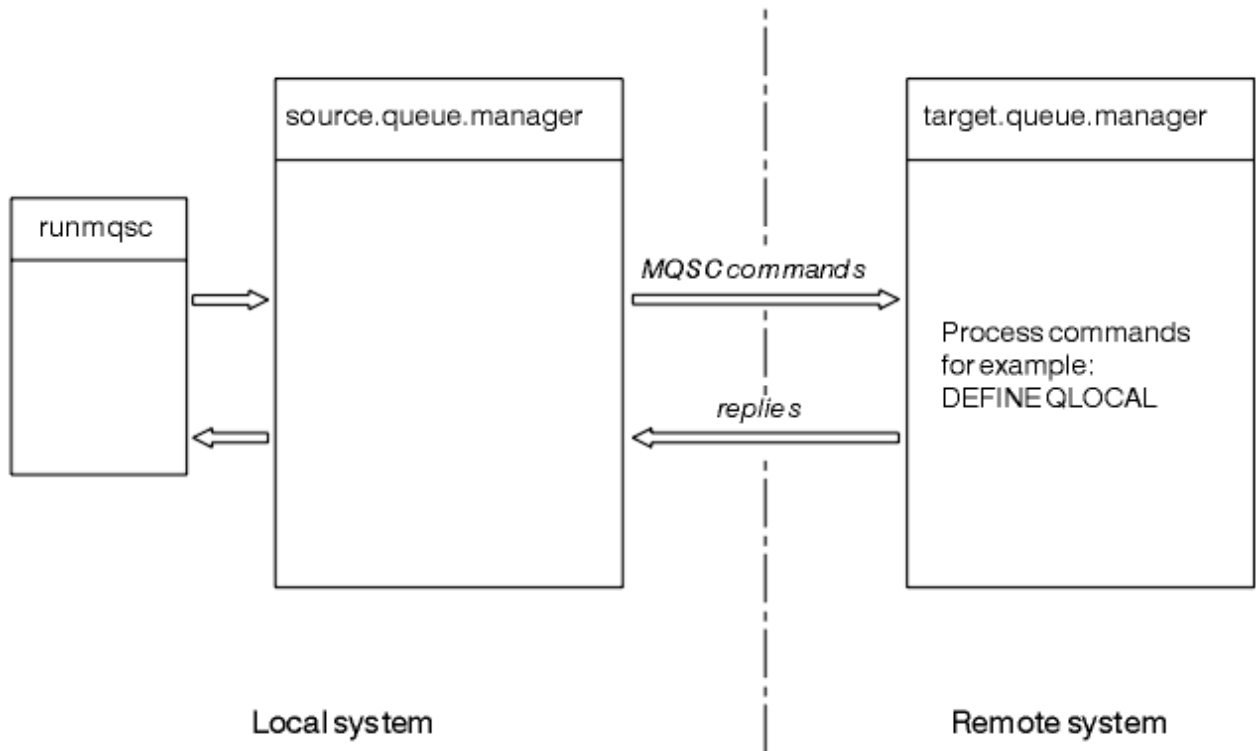 source.queue.manager
target.queue.manager
runmqsc
MQSC commands
Process commands
for example:
DEFINE QLOCAL
replies
Local system
Remote system